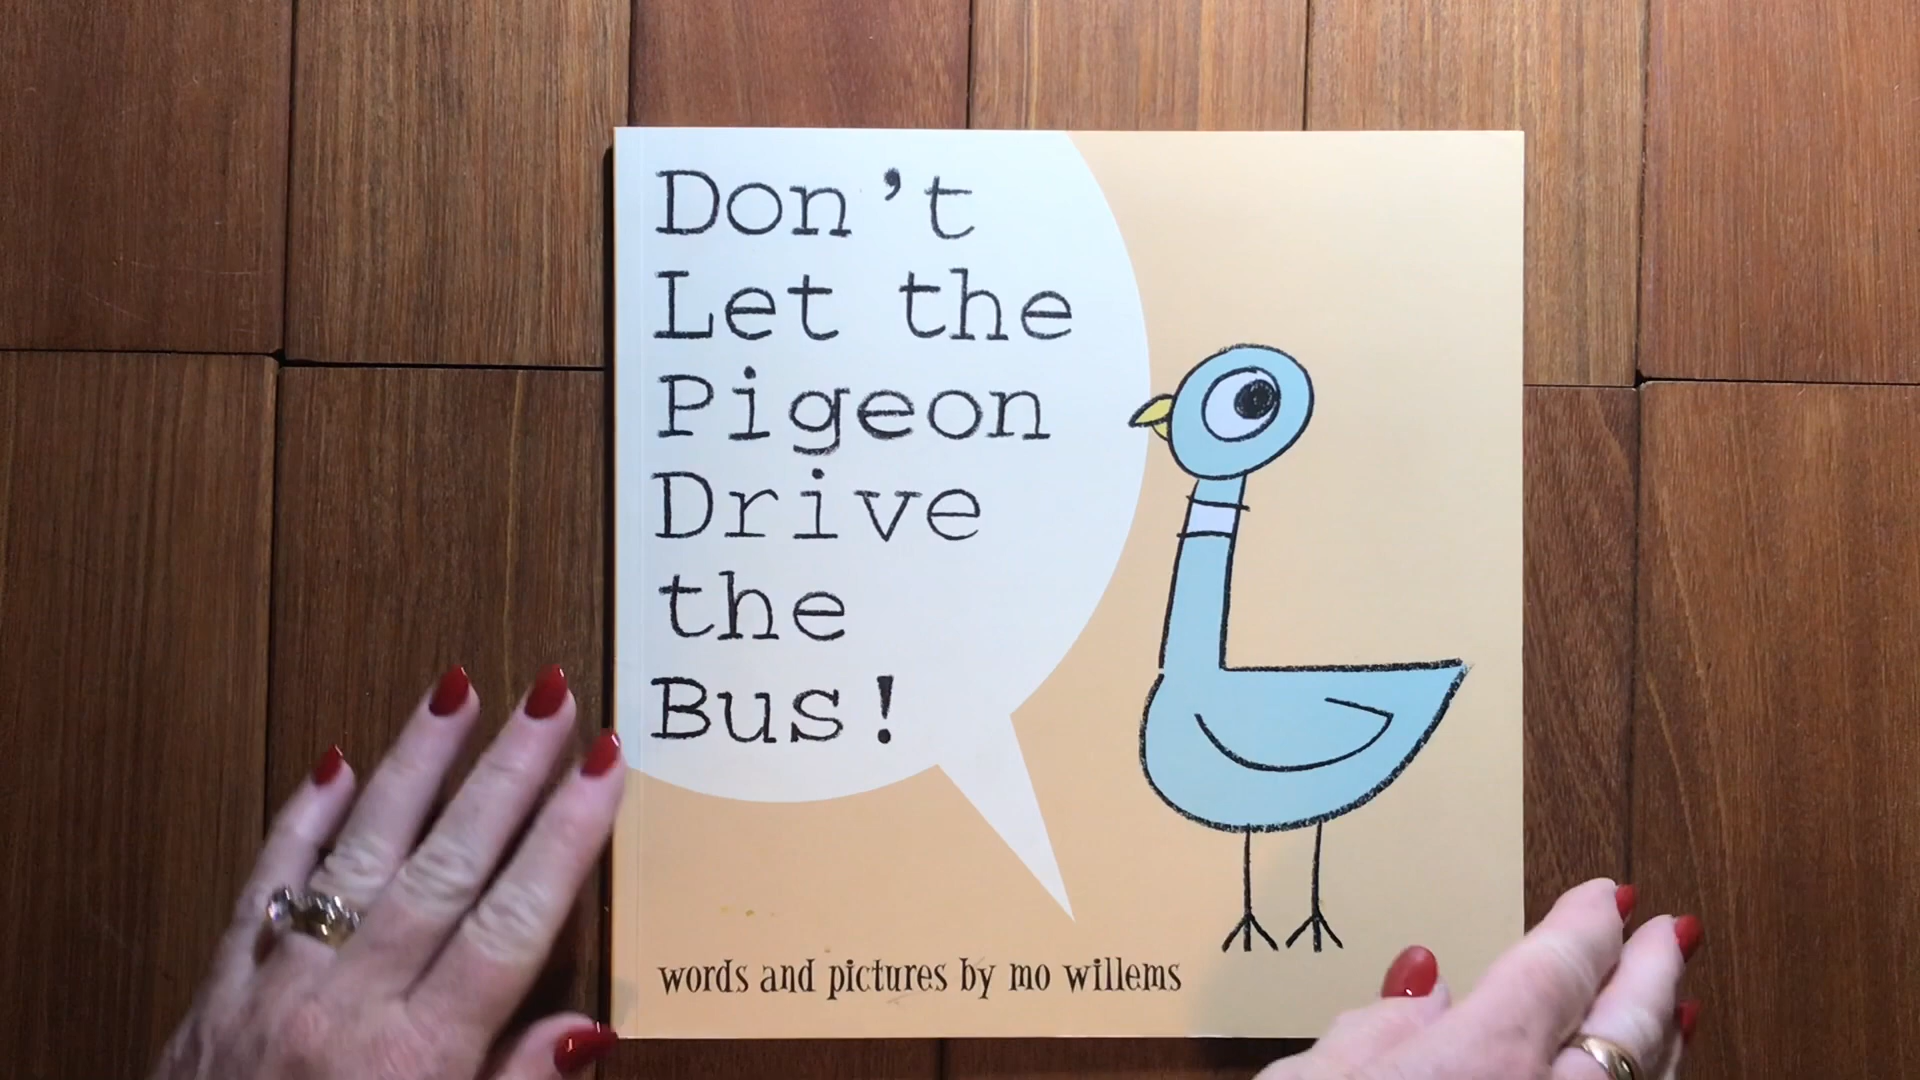 Don't
Let the
Pigeon
Drive
the
Bus!
words and pictures by mo willems